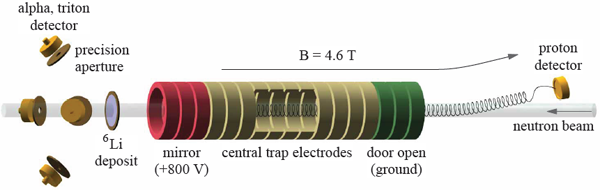 alpha, triton
detector
precision
aperture
B = 4.6 T
proton
detector
6Li
deposit
mirror
(+800 V)
central trap electrodes
door open
(ground)
neutron beam